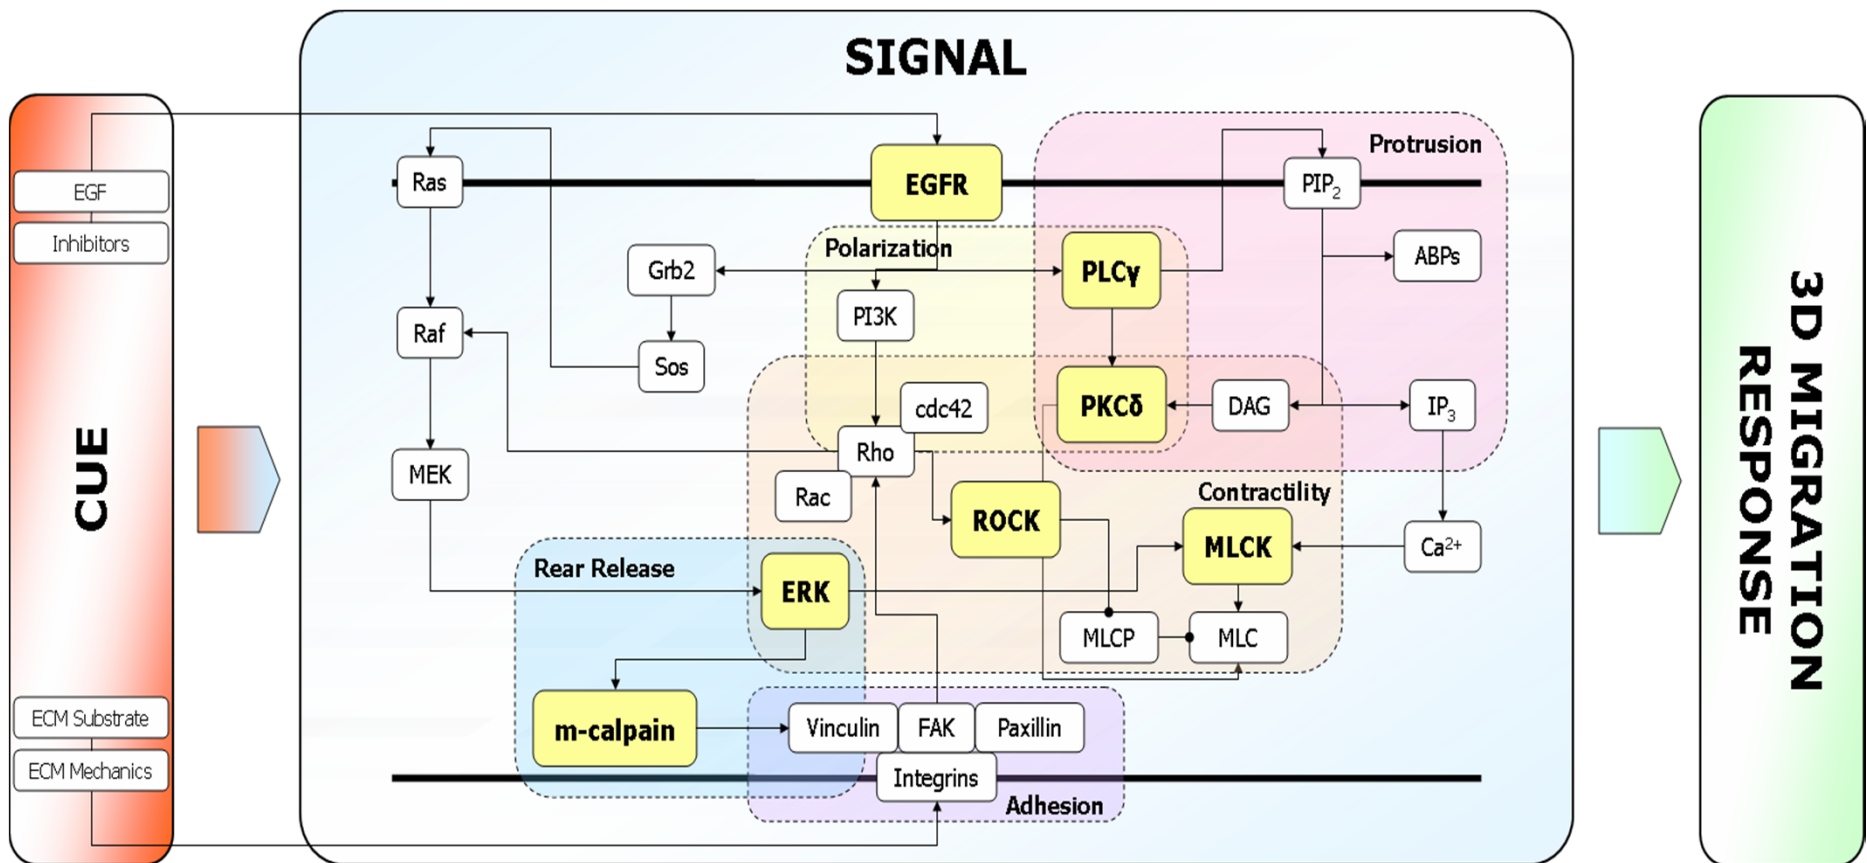 SIGNAL
CUE
EGF
Inhibitors
ECM Substrate
ECM Mechanics
Protrusion
Ras
EGFR
PIP2
Polarization
Grb2
PLCγ
ABPs
PI3K
Raf
Sos
cdc42
PKCδ
DAG
IP3
Rho
MEK
Rac
ROCK
Contractility
MLCK
Ca2+
Rear Release
ERK
MLCP
MLC
m-calpain
Vinculin
FAK
Paxillin
Integrins
Adhesion
3D MIGRATION
RESPONSE